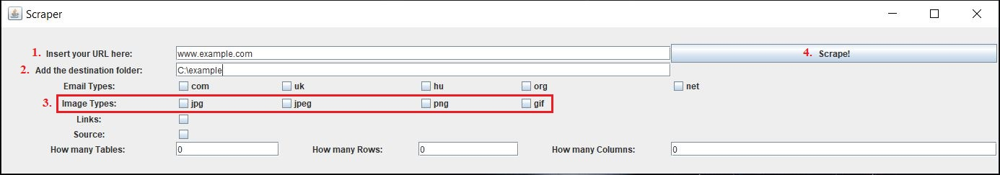 Scraper
1. Insert your URL here: www.example.com 4. Scrape!
2. Add the destination folder: C:\example
Email Types: com uk hu org net
3. Image Types: jpg jpeg png gif
Links:
Source:
How many Tables: 0 How many Rows: 0 How many Columns: 0